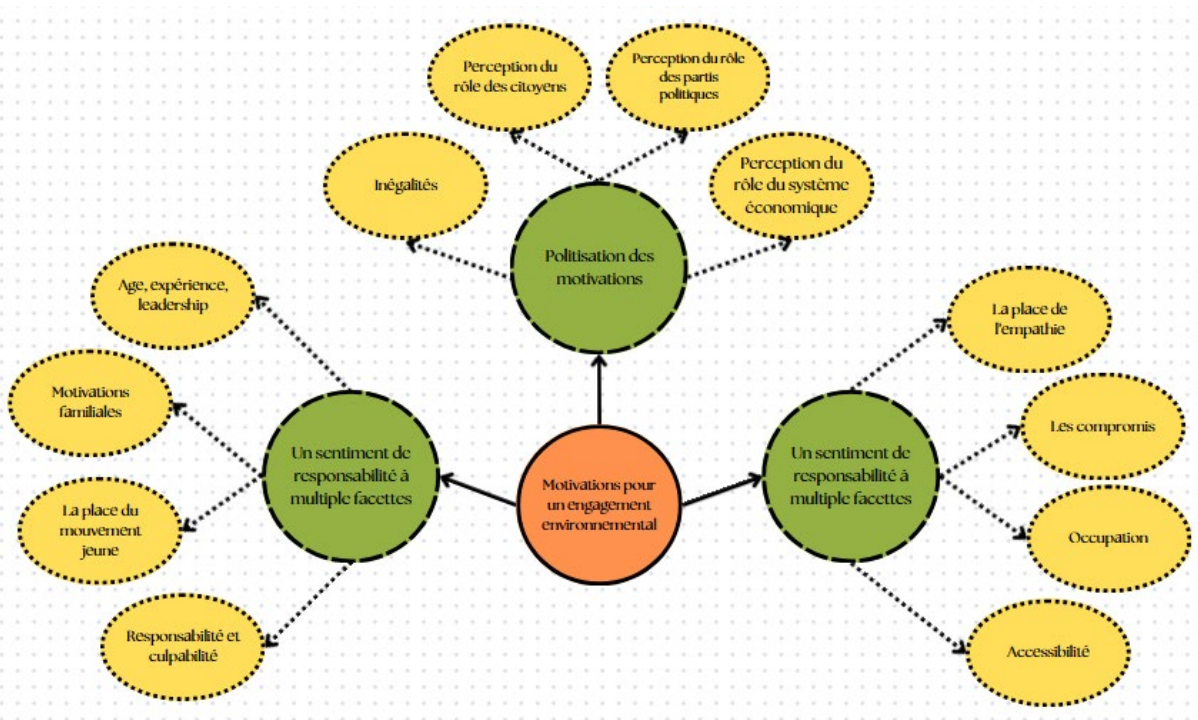 Perception du
rôle des citoyens
Perception du rôle
des partis
politiques
Inégalités
Perception du
rôle du système
économique
Politisation des
motivations
Age, expérience,
leadership
La place de
l'empathie
Motivations
familiales
Les compromis
Un sentiment de
responsabilité à
multiple facettes
Motivations pour
un engagement
environnemental
Un sentiment de
responsabilité à
multiple facettes
La place du
mouvement
jeune
Occupation
Responsabilité et
culpabilité
Accessibilité